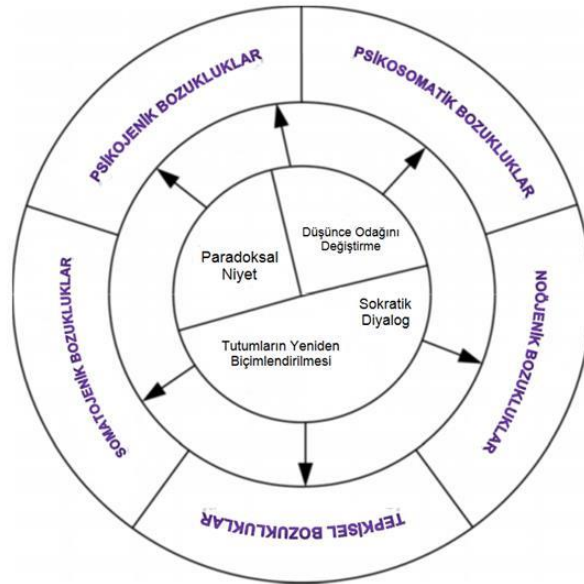 PSİKOJENİK BOZUKLUKLAR
PSİKOSOMATİK BOZUKLUKLAR
Paradoksal
Niyet
Düşünce Odağını
Değiştirme
Sokratik
Diyalog
Tutumların Yeniden
Biçimlendirilmesi
SOMATOJENİK BOZUKLUKLAR
NOÖJENİK BOZUKLUKLAR
TEPKİSEL BOZUKLUKLAR